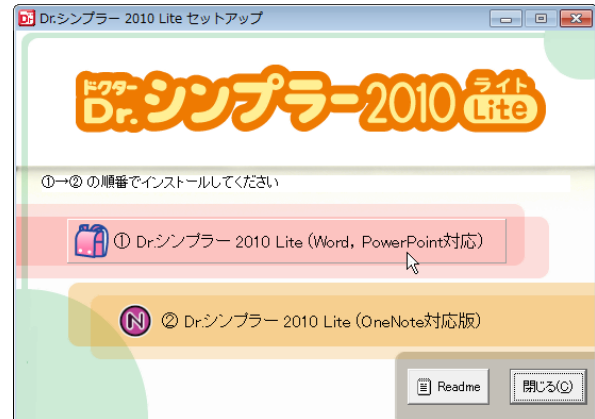 Dr.シンプラー 2010 Lite セットアップ
ドクター ライト
Dr.シンプラー2010 Lite
①→② の順番でインストールしてください
① Dr.シンプラー 2010 Lite (Word, PowerPoint対応)
② Dr.シンプラー 2010 Lite (OneNote対応版)
Readme 閉じる(C)